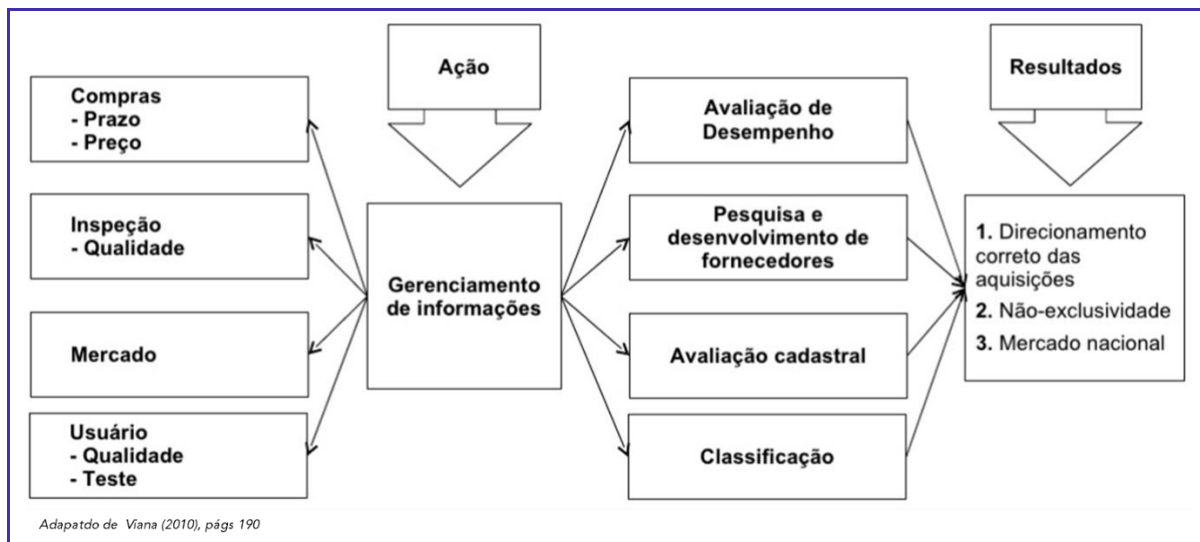 Ação
Resultados
Compras
- Prazo
- Preço
Inspeção
- Qualidade
Mercado
Usuário
- Qualidade
- Teste
Gerenciamento
de informações
Avaliação de
Desempenho
Pesquisa e
desenvolvimento de
fornecedores
Avaliação cadastral
Classificação
1. Direcionamento
correto das
aquisições
2. Não-exclusividade
3. Mercado nacional
Adapatdo de Viana (2010), págs 190